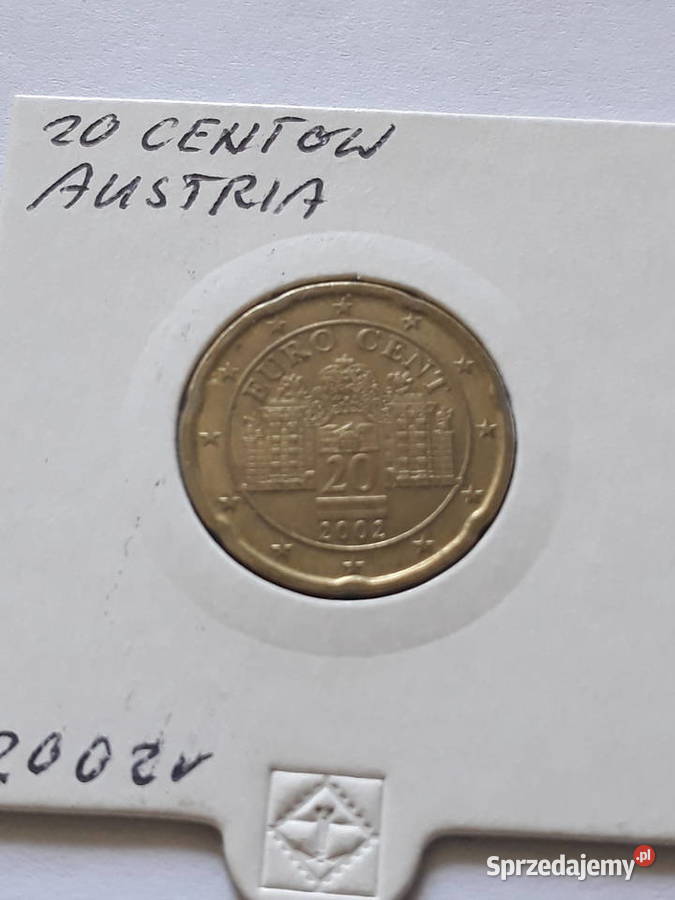 20 CENTOW
AUSTRIA
EURO CENT
20
2002
2002r
Sprzedajemy.pl